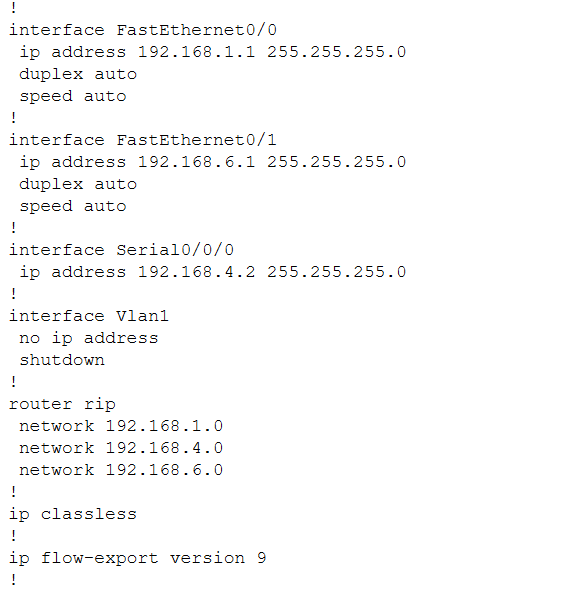 !
interface FastEthernet0/0
 ip address 192.168.1.1 255.255.255.0
 duplex auto
 speed auto
!
interface FastEthernet0/1
 ip address 192.168.6.1 255.255.255.0
 duplex auto
 speed auto
!
interface Serial0/0/0
 ip address 192.168.4.2 255.255.255.0
!
interface Vlan1
 no ip address
 shutdown
!
router rip
 network 192.168.1.0
 network 192.168.4.0
 network 192.168.6.0
!
ip classless
!
ip flow-export version 9
!